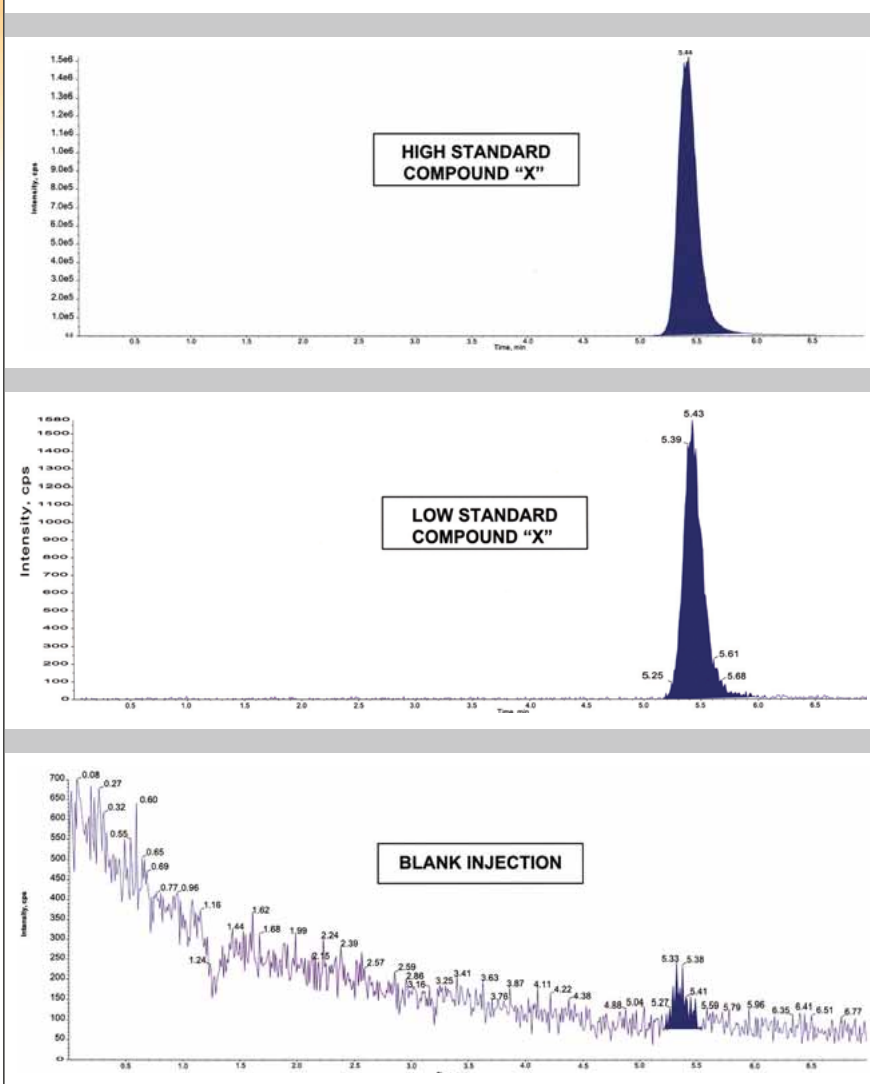 5.44
1.5e6
1.4e6
1.3e6
1.2e6
1.1e6
1.0e6
9.0e5
8.0e5
7.0e5
6.0e5
5.0e5
4.0e5
3.0e5
2.0e5
1.0e5
0.0
Intensity, cps
HIGH STANDARD
COMPOUND “X”
0.5 1.0 1.5 2.0 2.5 3.0 3.5 4.0 4.5 5.0 5.5 6.0 6.5
Time, min
1580
1500
1400
1300
1200
1100
1000
900
800
700
600
500
400
300
200
100
0
Intensity, cps
LOW STANDARD
COMPOUND “X”
5.43
5.39
5.61
5.25
5.68
0.5 1.0 1.5 2.0 2.5 3.0 3.5 4.0 4.5 5.0 5.5 6.0 6.5
Time, min
700
650
600
550
500
450
400
350
300
250
200
150
100
50
0
Intensity, cps
BLANK INJECTION
0.08
0.27
0.32
0.60
0.55
0.65
0.69
0.77 0.96
1.16
1.24
1.44
1.62
1.68
1.99
2.15
2.24
2.39
2.57
2.59
2.86
3.16
3.25
3.41
3.63
3.76
3.87
4.11
4.22
4.38
4.88
5.04
5.27
5.33
5.38
5.41
5.59
5.79
5.96
6.35
6.41
6.51
6.77
0.5 1.0 1.5 2.0 2.5 3.0 3.5 4.0 4.5 5.0 5.5 6.0 6.5